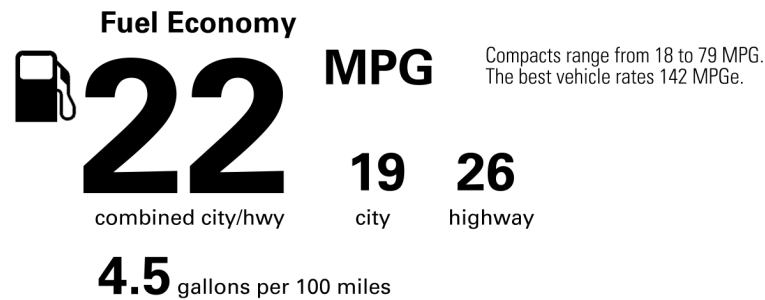 Fuel Economy
22
MPG
Compacts range from 18 to 79 MPG.
The best vehicle rates 142 MPGe.
19 26
combined city/hwy city highway
4.5 gallons per 100 miles